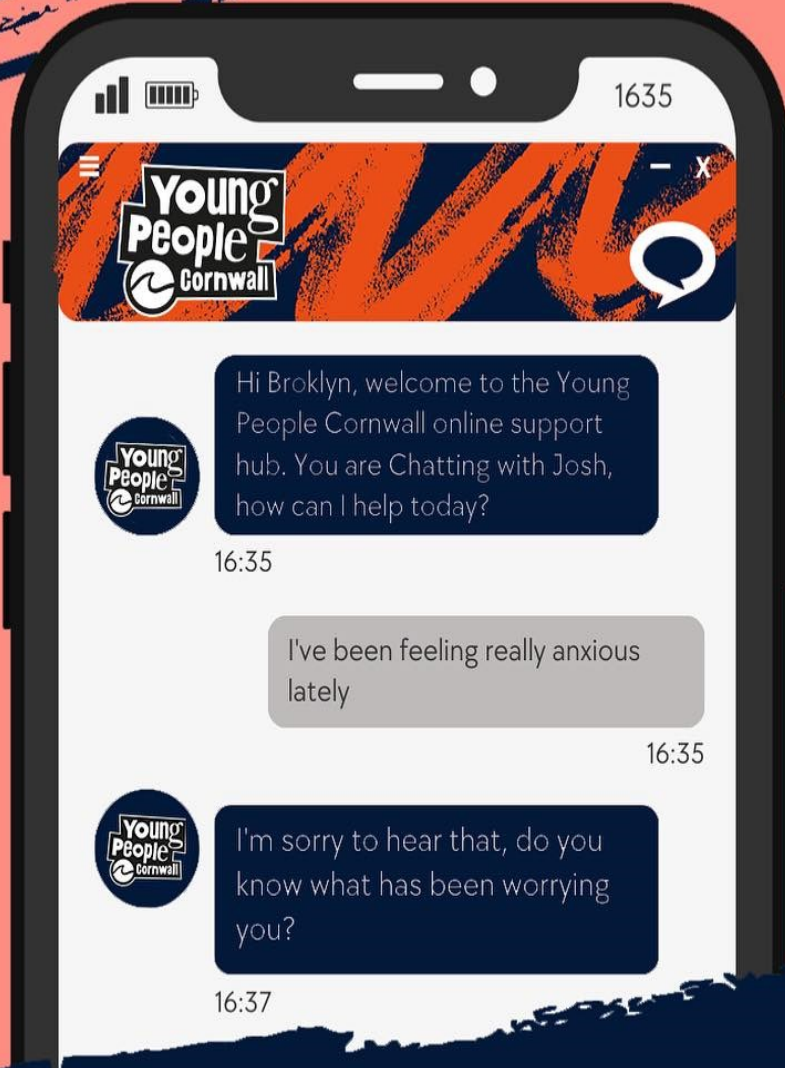 1635
Young
People
Cornwall
Hi Broklyn, welcome to the Young
People Cornwall online support
hub. You are Chatting with Josh,
how can I help today?
Young
People
Cornwall
16:35
I've been feeling really anxious
lately
16:35
Young
People
Cornwall
I'm sorry to hear that, do you
know what has been worrying
you?
16:37